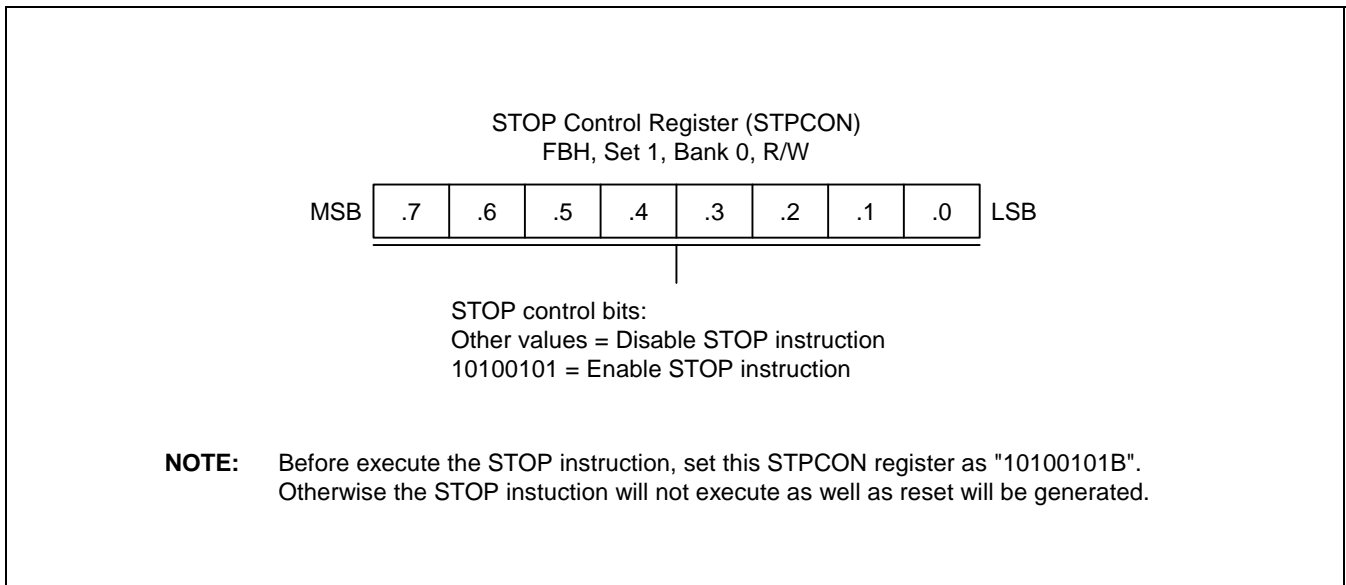 STOP Control Register (STPCON)
FBH, Set 1, Bank 0, R/W
MSB .7 .6 .5 .4 .3 .2 .1 .0 LSB
STOP control bits:
Other values = Disable STOP instruction
10100101 = Enable STOP instruction
NOTE: Before execute the STOP instruction, set this STPCON register as "10100101B".
Otherwise the STOP instuction will not execute as well as reset will be generated.